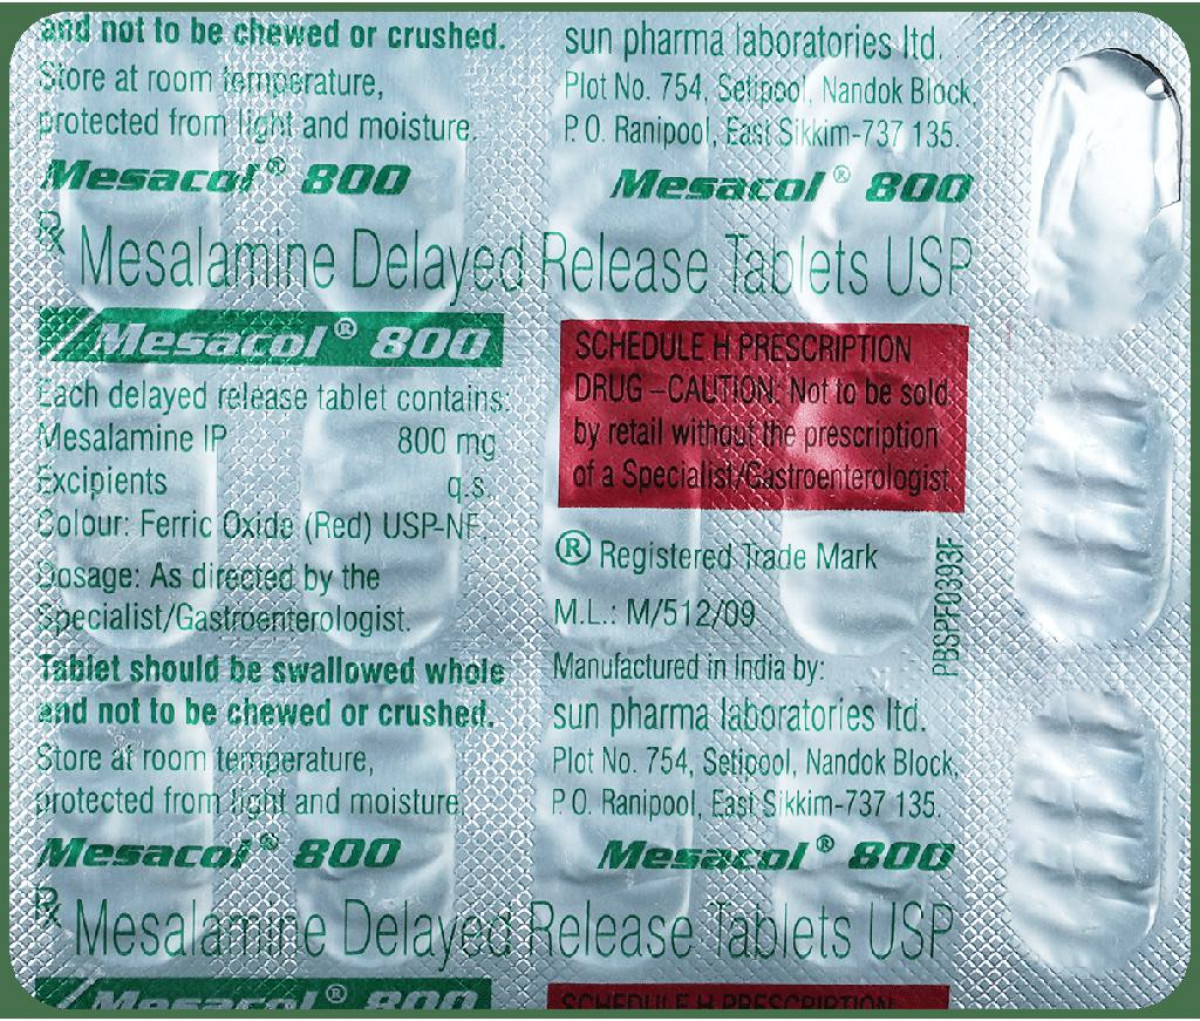 and not to be chewed or crushed.
Store at room temperature,
protected from light and moisture.
Mesacol® 800
sun pharma laboratories ltd.
Plot No. 754, Setipool, Nandok Block,
P.O. Ranipool, East Sikkim-737 135.
Mesacol® 800
Rx Mesalamine Delayed Release Tablets USP
Mesacol® 800
Each delayed release tablet contains:
Mesalamine IP 800 mg
Excipients q.s.
Colour: Ferric Oxide (Red) USP-NF
Dosage: As directed by the
Specialist/Gastroenterologist.
Tablet should be swallowed whole
and not to be chewed or crushed.
Store at room temperature,
protected from light and moisture.
Mesacol® 800
SCHEDULE H PRESCRIPTION
DRUG –CAUTION: Not to be sold
by retail without the prescription
of a Specialist/Gastroenterologist
® Registered Trade Mark
M.L.: M/512/09
Manufactured in India by:
sun pharma laboratories ltd.
Plot No. 754, Setipool, Nandok Block,
P.O. Ranipool, East Sikkim-737 135.
Mesacol® 800
PBSPF0393F
Rx Mesalamine Delayed Release Tablets USP
Mesacol® 800
SCHEDULE H PRESCRIPTION